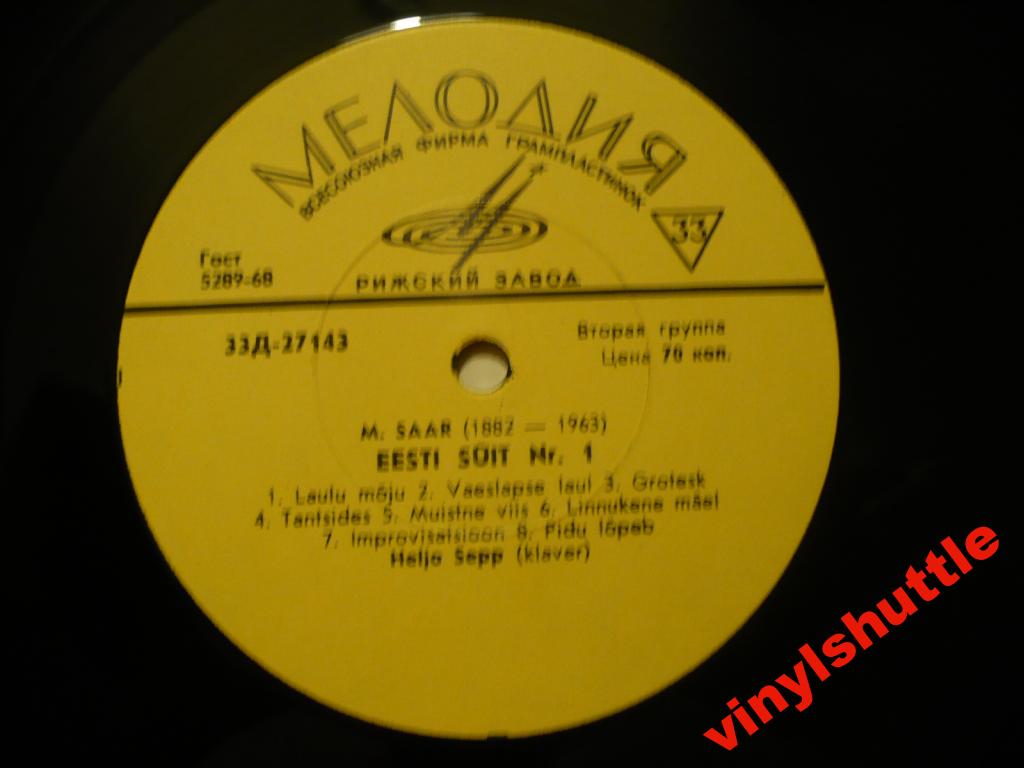 МЕЛОДИЯ
ВСЕСОЮЗНАЯ ФИРМА ГРАМПЛАСТИНОК
33
Гост
5289-68
РИЖСКИЙ ЗАВОД
33Д-27143
Вторая группа
Цена 70 коп.
M. SAAR (1882 — 1963)
EESTI SÜIT Nr. 1
1. Laulu mõju 2. Vaeslapse laul 3. Grotesk
4. Tantsides 5. Muistne viis 6. Linnukene mäel
7. Improvisatsioon 8. Pidu lõpeb
Heljo Sepp (klaver)
vinylshuttle